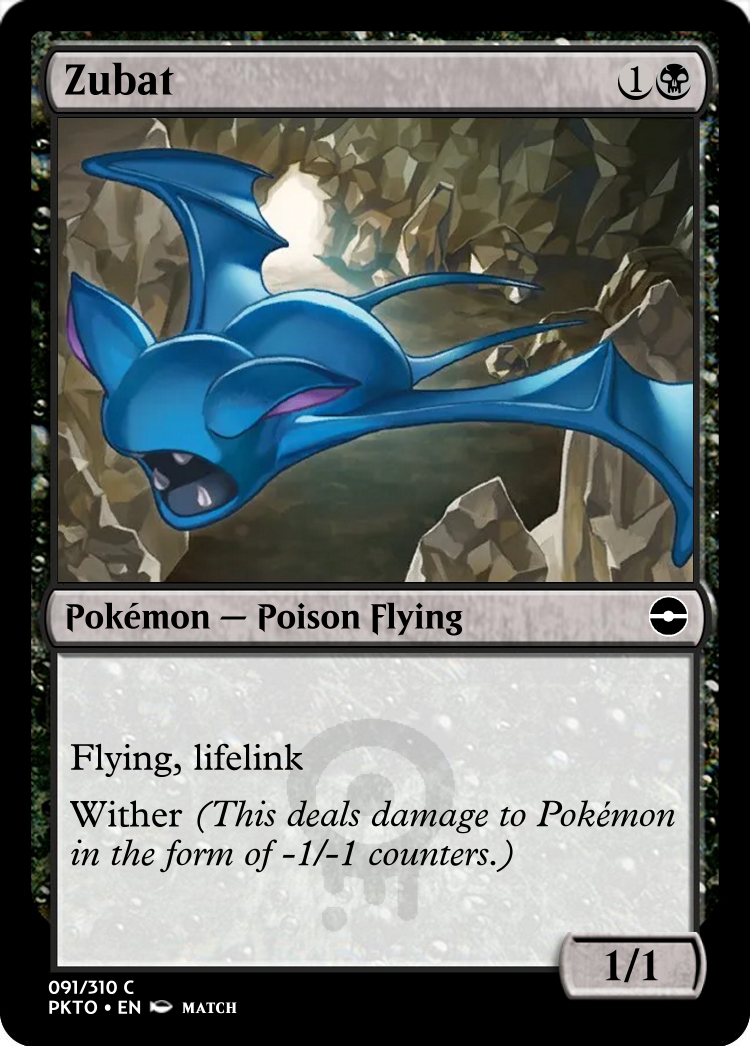 Zubat 1
Pokémon — Poison Flying
Flying, lifelink
Wither (This deals damage to Pokémon
in the form of -1/-1 counters.)
1/1
091/310 C
PKTO • EN MATCH